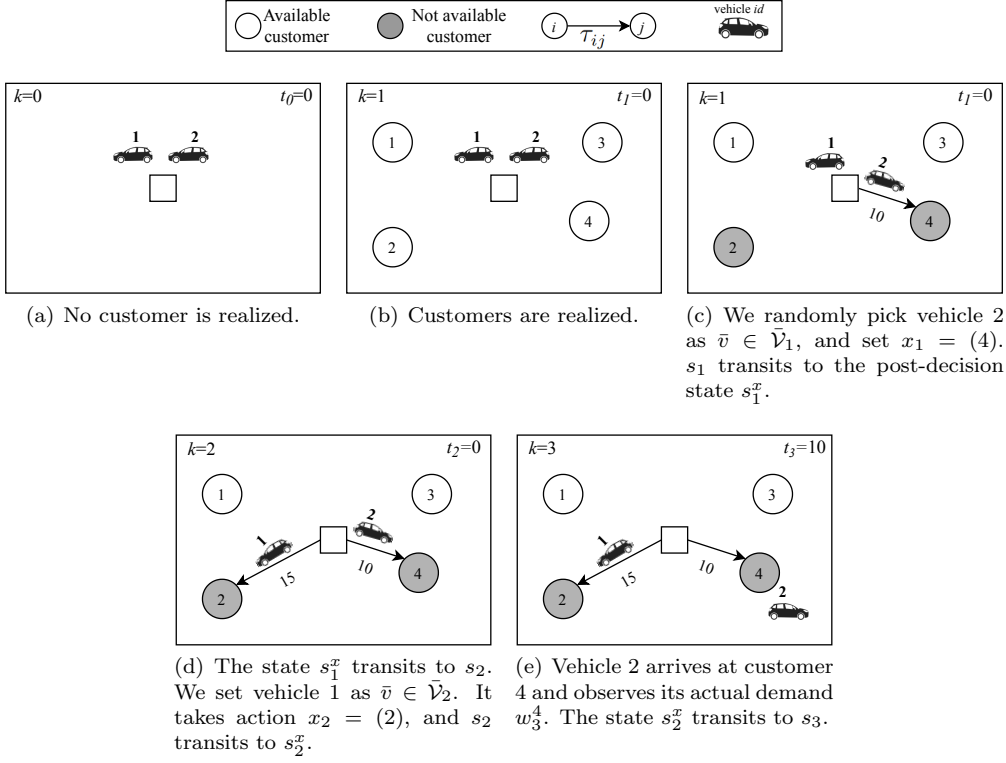 Available customer
Not available customer
i τij j
vehicle id
k=0 t0=0
1 2
k=1 t1=0
1 1 2 3
2 4
k=1 t1=0
1 1 2 3
10
2 4
(a) No customer is realized.
(b) Customers are realized.
(c) We randomly pick vehicle 2
as v̄ ∈ V̄1, and set x1 = (4).
s1 transits to the post-decision
state s1^x.
k=2 t2=0
1 3
1 2
15 10
2 4
k=3 t3=10
1 3
1
15 10
2 4
2
(d) The state s1^x transits to s2.
We set vehicle 1 as v̄ ∈ V̄2. It
takes action x2 = (2), and s2
transits to s2^x.
(e) Vehicle 2 arrives at customer
4 and observes its actual demand
w3^4. The state s2^x transits to s3.